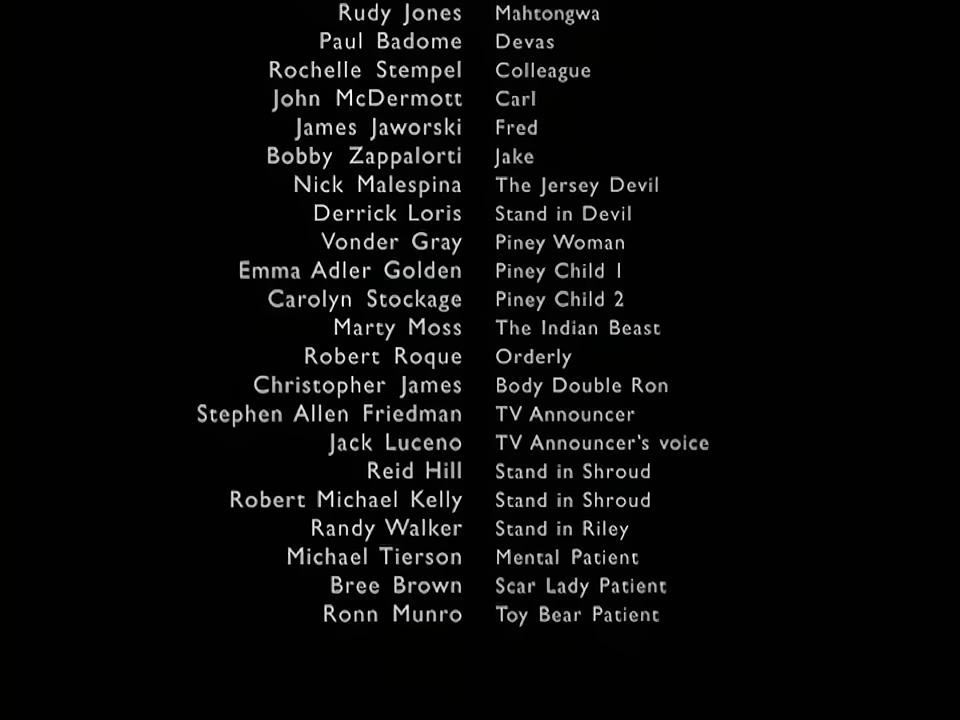 Rudy Jones Mahtongwa
Paul Badome Devas
Rochelle Stempel Colleague
John McDermott Carl
James Jaworski Fred
Bobby Zappalorti Jake
Nick Malespina The Jersey Devil
Derrick Loris Stand in Devil
Vonder Gray Piney Woman
Emma Adler Golden Piney Child 1
Carolyn Stockage Piney Child 2
Marty Moss The Indian Beast
Robert Roque Orderly
Christopher James Body Double Ron
Stephen Allen Friedman TV Announcer
Jack Luceno TV Announcer's voice
Reid Hill Stand in Shroud
Robert Michael Kelly Stand in Shroud
Randy Walker Stand in Riley
Michael Tierson Mental Patient
Bree Brown Scar Lady Patient
Ronn Munro Toy Bear Patient